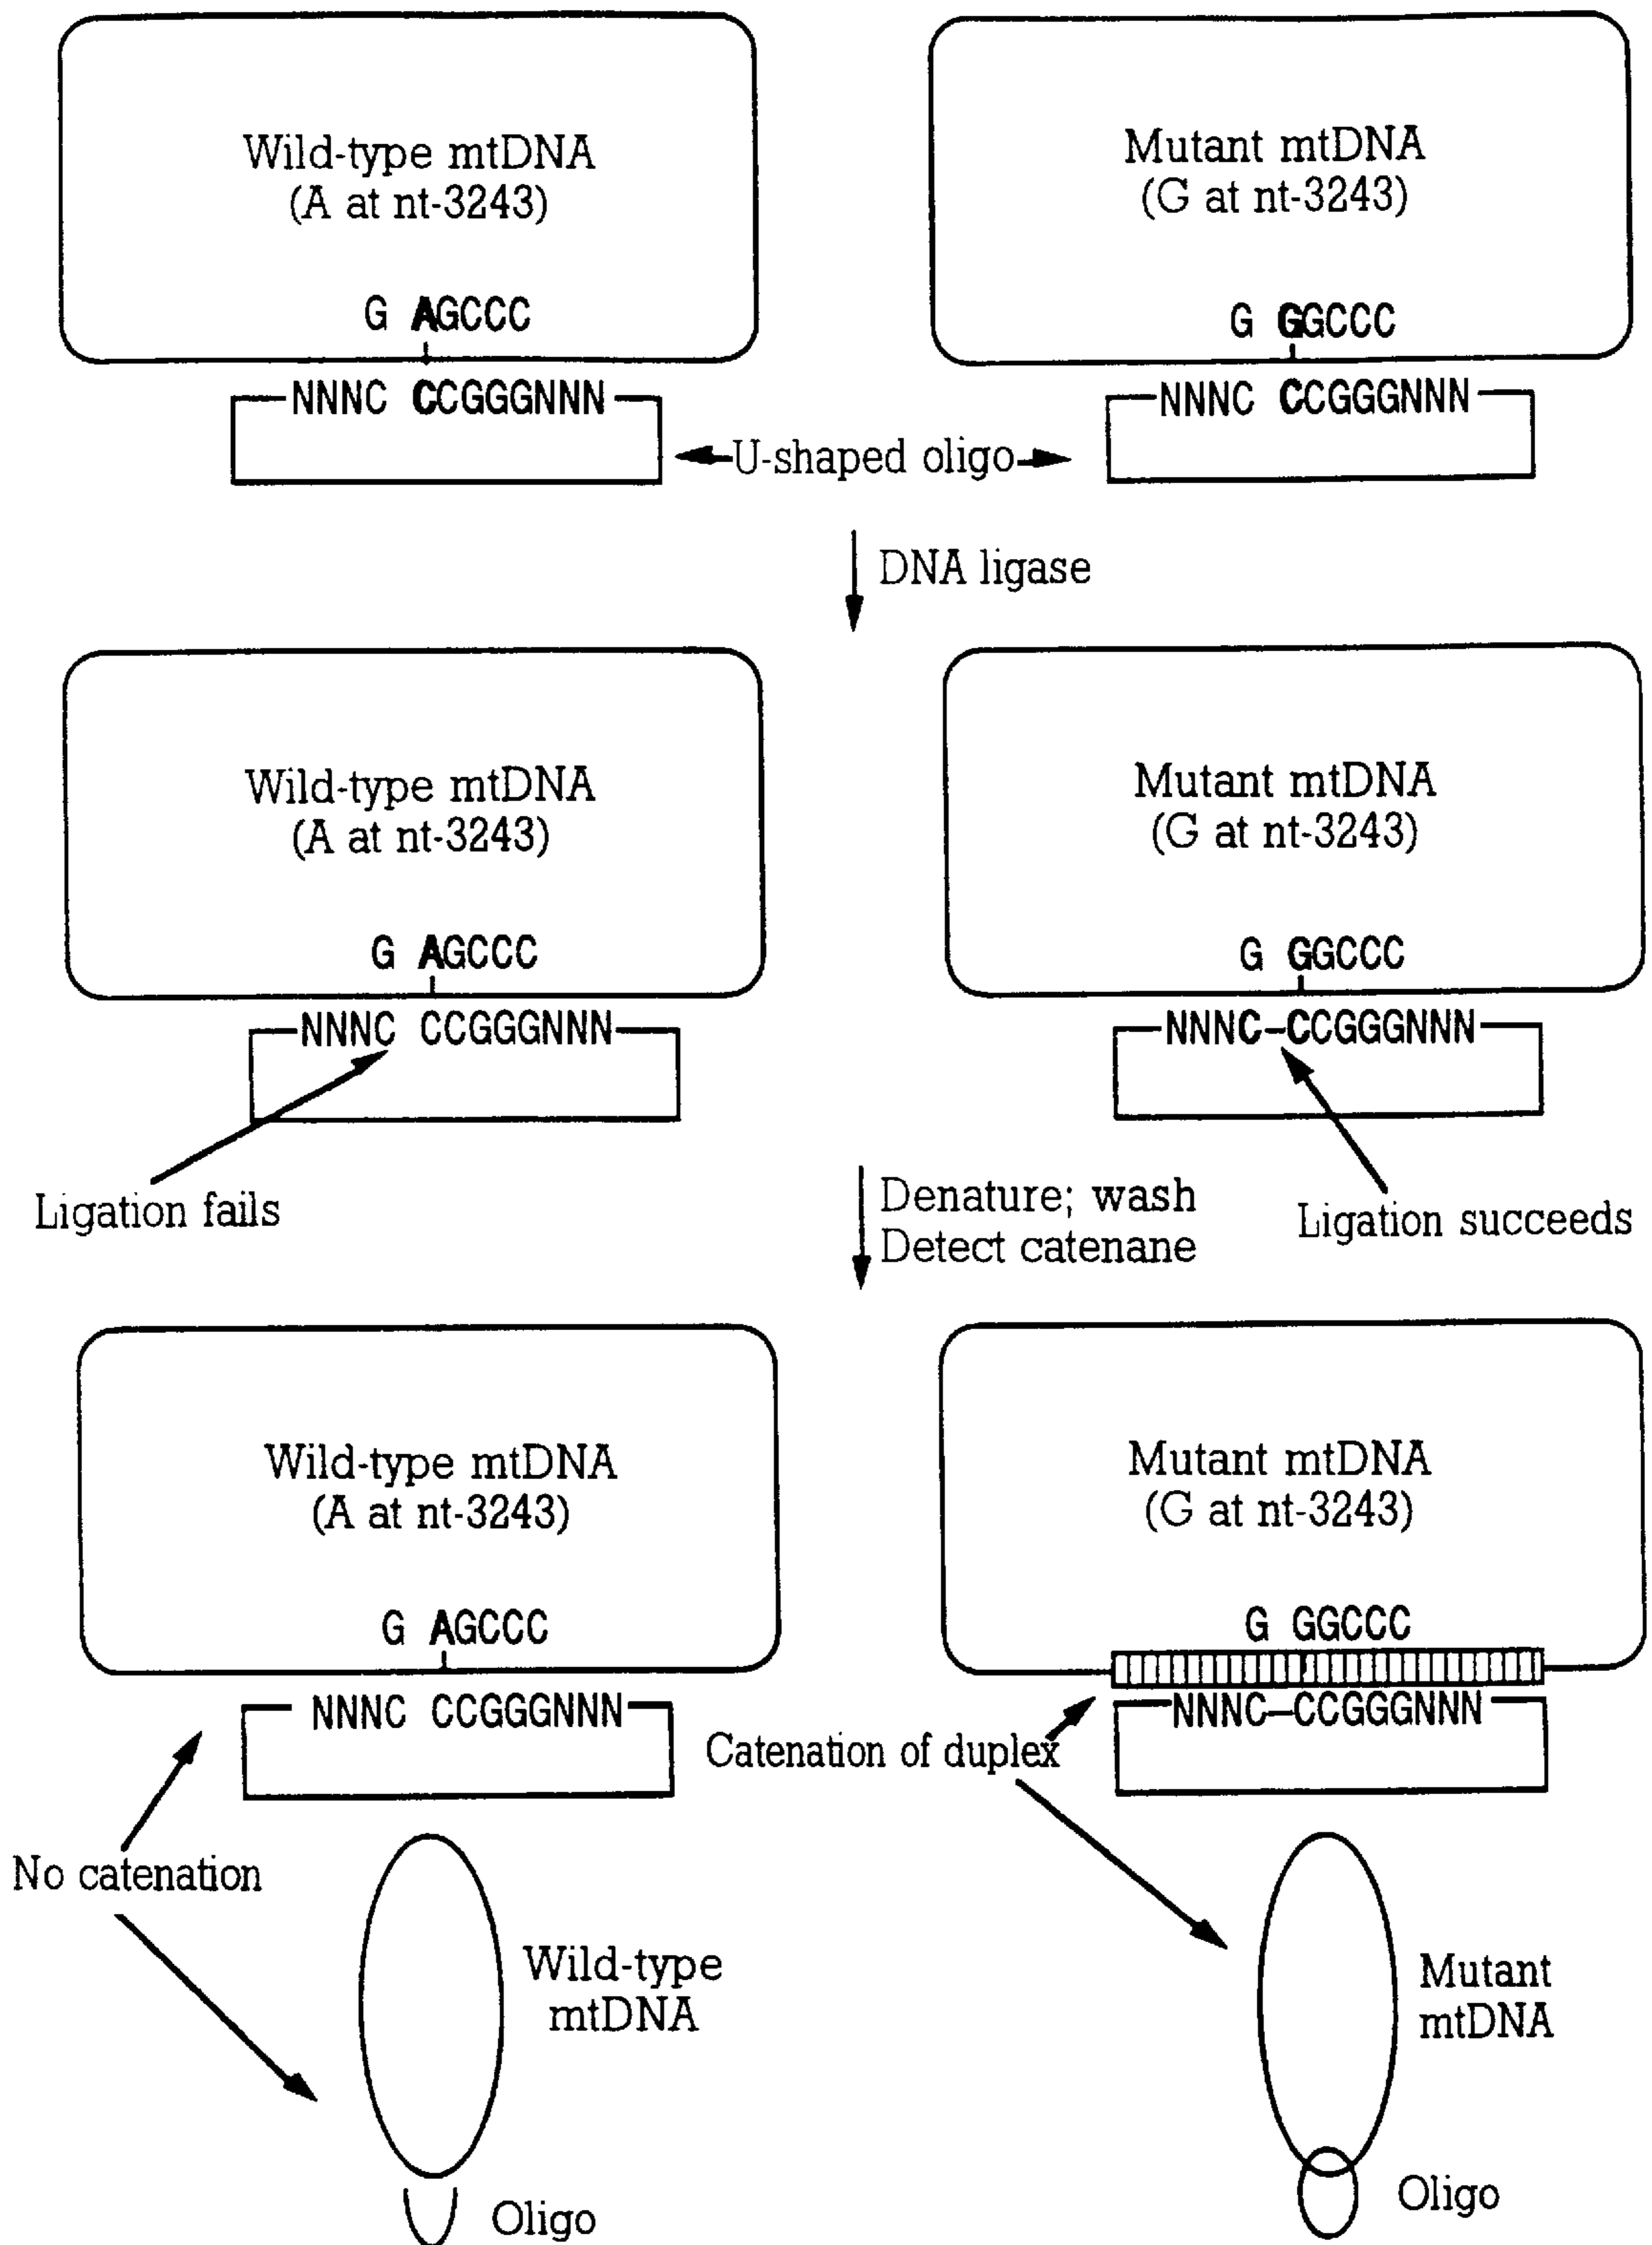 Wild-type mtDNA
(A at nt-3243)
G AGCCC
NNNC CCGGGNNN
Mutant mtDNA
(G at nt-3243)
G GGCCC
NNNC CCGGGNNN
U-shaped oligo
DNA ligase
Wild-type mtDNA
(A at nt-3243)
G AGCCC
NNNC CCGGGNNN
Ligation fails
Mutant mtDNA
(G at nt-3243)
G GGCCC
NNNC-CCGGGNNN
Ligation succeeds
Denature; wash
Detect catenane
Wild-type mtDNA
(A at nt-3243)
G AGCCC
NNNC CCGGGNNN
No catenation
Mutant mtDNA
(G at nt-3243)
G GGCCC
NNNC-CCGGGNNN
Catenation of duplex
Wild-type
mtDNA
Oligo
Mutant
mtDNA
Oligo